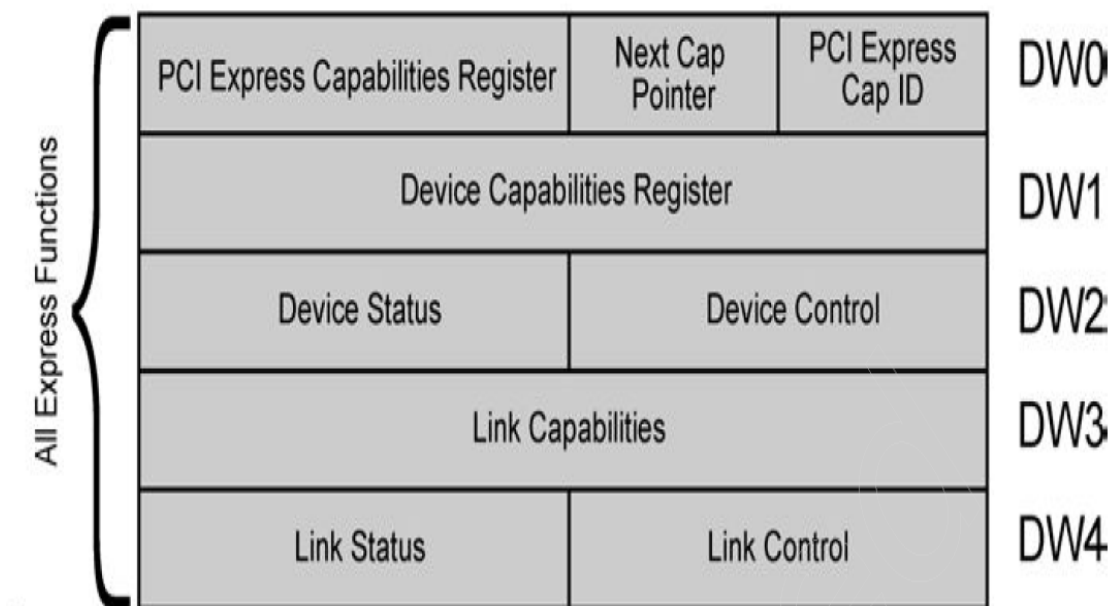 All Express Functions
PCI Express Capabilities Register
Next Cap
Pointer
PCI Express
Cap ID
DW0
Device Capabilities Register
DW1
Device Status
Device Control
DW2
Link Capabilities
DW3
Link Status
Link Control
DW4